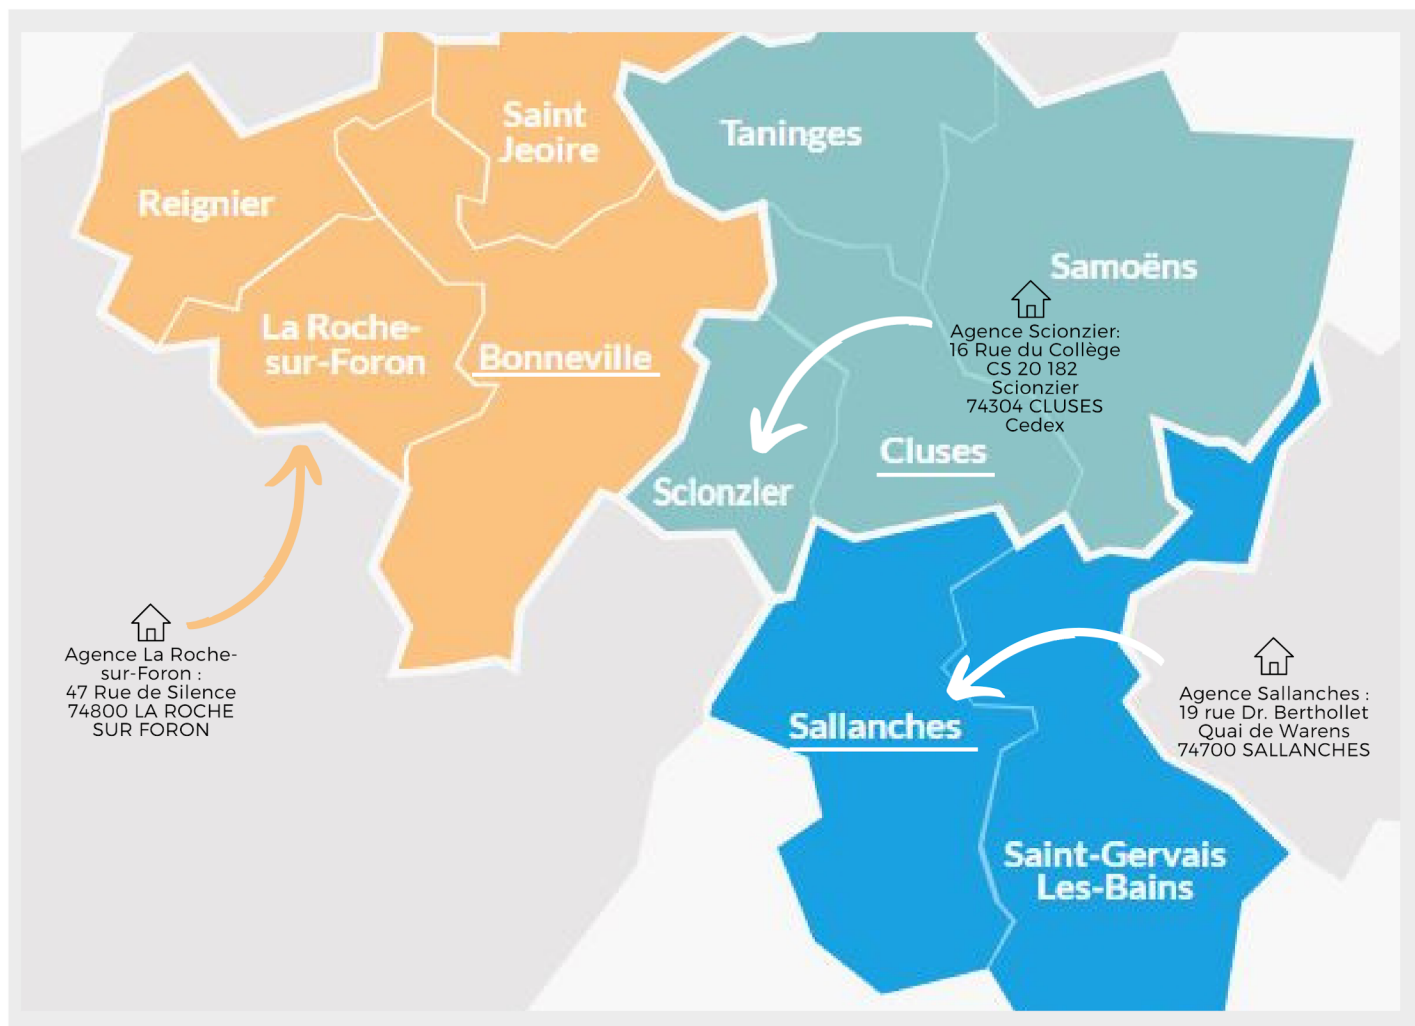 Saint
Jeoire
Taninges
Reignier
Samoëns
La Roche-
sur-Foron
Bonneville
Agence Scionzier:
16 Rue du Collège
CS 20 182
Scionzier
74304 CLUSES
Cedex
Cluses
Scionzier
Agence La Roche-
sur-Foron :
47 Rue de Silence
74800 LA ROCHE
SUR FORON
Agence Sallanches :
19 rue Dr. Berthollet
Quai de Warens
74700 SALLANCHES
Sallanches
Saint-Gervais
Les-Bains